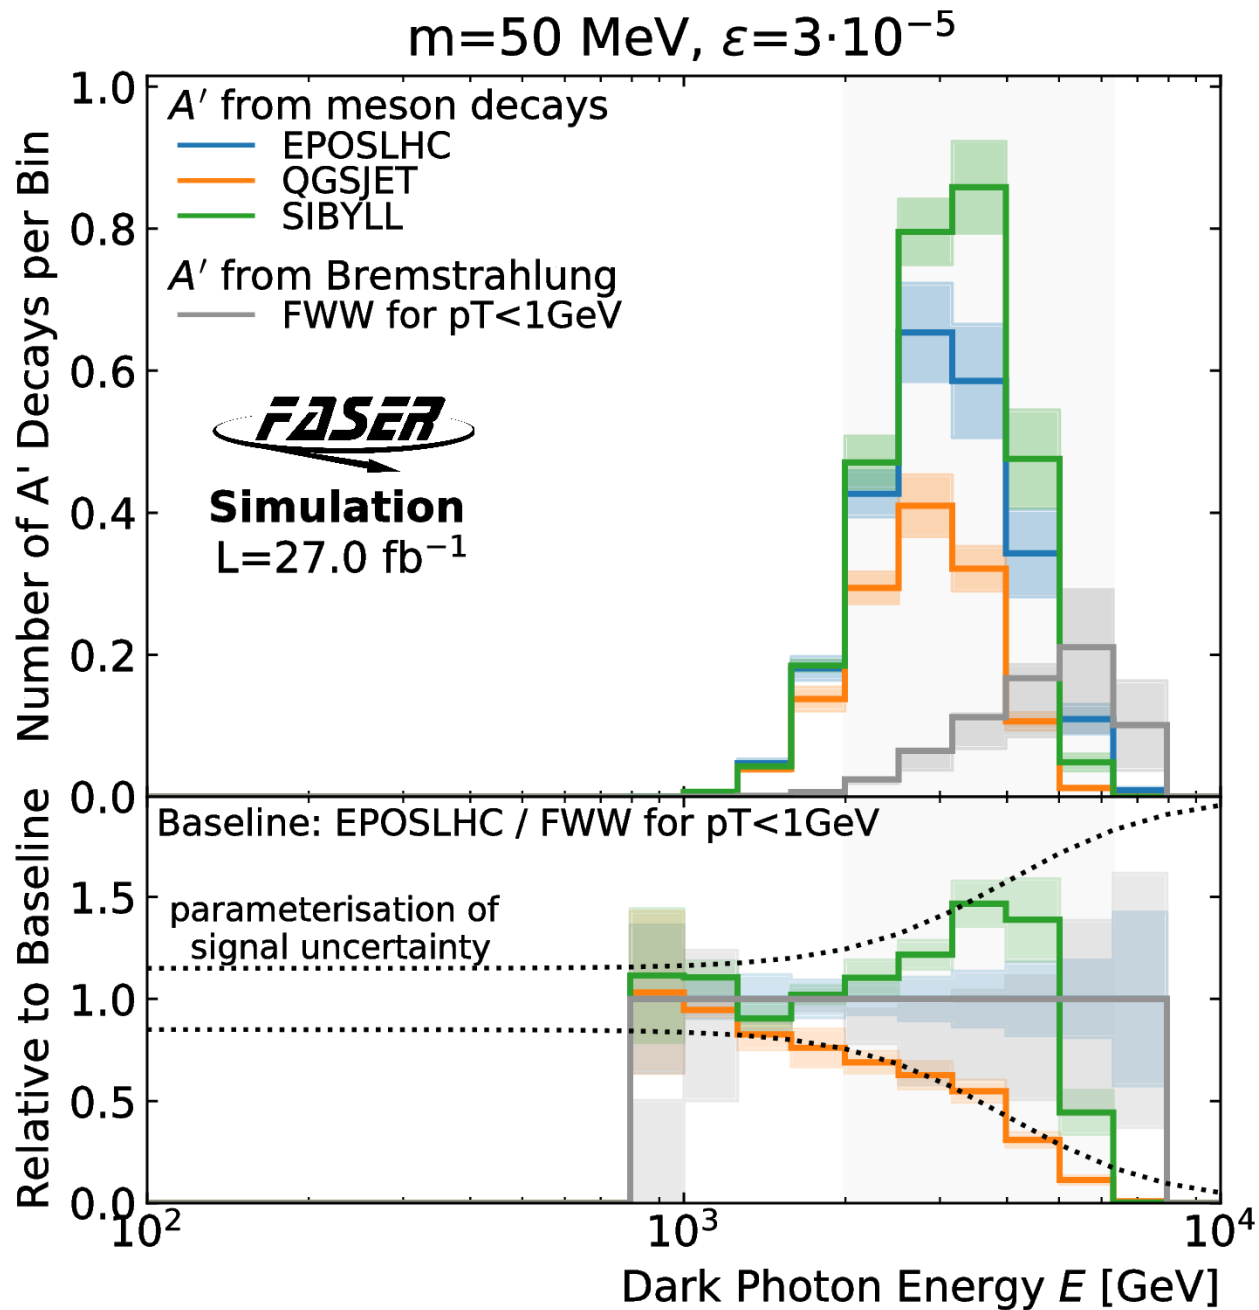 m=50 MeV, ε=3·10⁻⁵
Number of A' Decays per Bin
1.0
0.8
0.6
0.4
0.2
0.0
A′ from meson decays
EPOSLHC
QGSJET
SIBYLL
A′ from Bremstrahlung
FWW for pT<1GeV
FASER
Simulation
L=27.0 fb⁻¹
Relative to Baseline
1.5
1.0
0.5
0.0
Baseline: EPOSLHC / FWW for pT<1GeV
parameterisation of
signal uncertainty
10² 10³ 10⁴
Dark Photon Energy E [GeV]